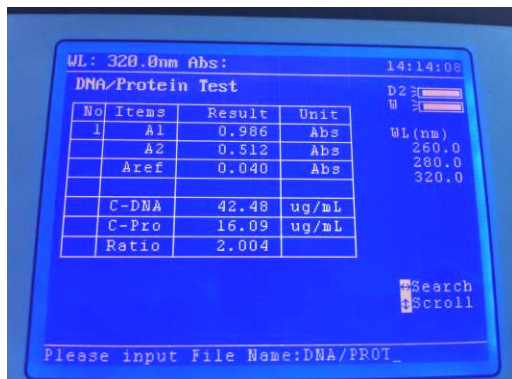 WL: 320.0nm Abs:
14:14:08
DNA/Protein Test
D2
W
No Items Result Unit
1 A1 0.986 Abs
A2 0.512 Abs
Aref 0.040 Abs
C-DNA 42.48 ug/mL
C-Pro 16.09 ug/mL
Ratio 2.004
WL(nm)
260.0
280.0
320.0
↔Search
↕Scroll
Please input File Name:DNA/PROT_